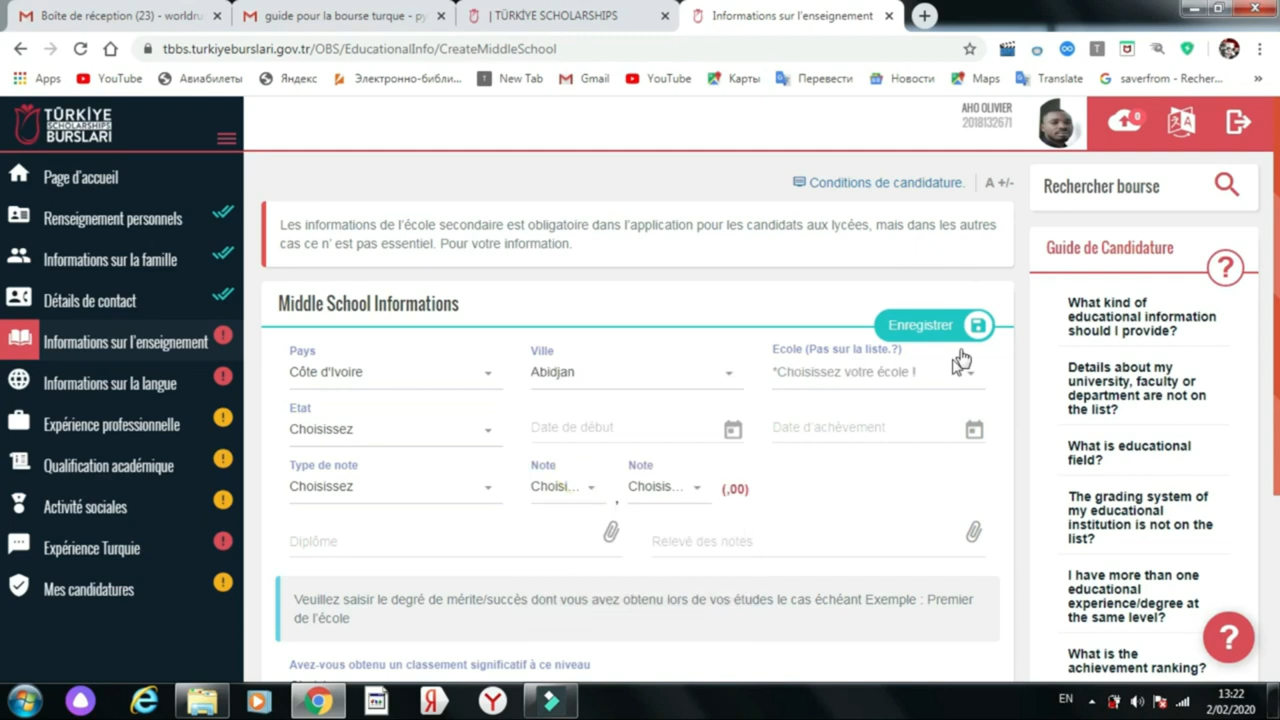 Boîte de réception (23) - worldru
guide pour la bourse turque - py
| TÜRKİYE SCHOLARSHIPS
Informations sur l'enseignement
tbbs.turkiyeburslari.gov.tr/OBS/EducationalInfo/CreateMiddleSchool
Apps
YouTube
Авиабилеты
Яндекс
Электронно-библи...
New Tab
Gmail
YouTube
Карты
Перевести
Новости
Maps
Translate
saverfrom - Recher...
»
TÜRKİYE
SCHOLARSHIPS
BURSLARI
AHO OLIVIER
2018132671
0
Page d'accueil
Renseignement personnels
Informations sur la famille
Détails de contact
Informations sur l'enseignement
Informations sur la langue
Expérience professionnelle
Qualification académique
Activité sociales
Expérience Turquie
Mes candidatures
Conditions de candidature.
A +/-
Les informations de l'école secondaire est obligatoire dans l'application pour les candidats aux lycées, mais dans les autres
cas ce n' est pas essentiel. Pour votre information.
Middle School Informations
Enregistrer
Pays
Ville
Ecole (Pas sur la liste.?)
Côte d'Ivoire
Abidjan
*Choisissez votre école !
Etat
Choisissez
Date de début
Date d'achèvement
Type de note
Note
Note
Choisissez
Choisi...
,
Choisis...
(,00)
Diplôme
Relevé des notes
Veuillez saisir le degré de mérite/succès dont vous avez obtenu lors de vos études le cas échéant Exemple : Premier
de l'école
Avez-vous obtenu un classement significatif à ce niveau
Rechercher bourse
Guide de Candidature
?
What kind of
educational information
should I provide?
Details about my
university, faculty or
department are not on
the list?
What is educational
field?
The grading system of
my educational
institution is not on the
list?
I have more than one
educational
experience/degree at
the same level?
What is the
achievement ranking?
?
EN
13:22
2/02/2020